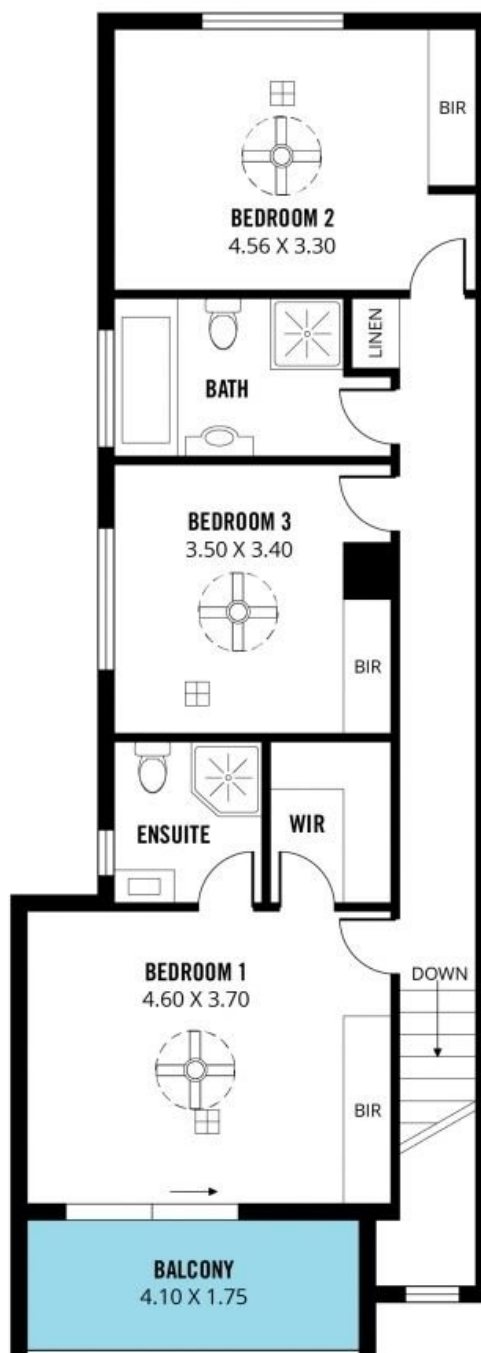 BIR
BEDROOM 2
4.56 X 3.30
LINEN
BATH
BEDROOM 3
3.50 X 3.40
BIR
ENSUITE
WIR
BEDROOM 1
4.60 X 3.70
DOWN
BIR
BALCONY
4.10 X 1.75